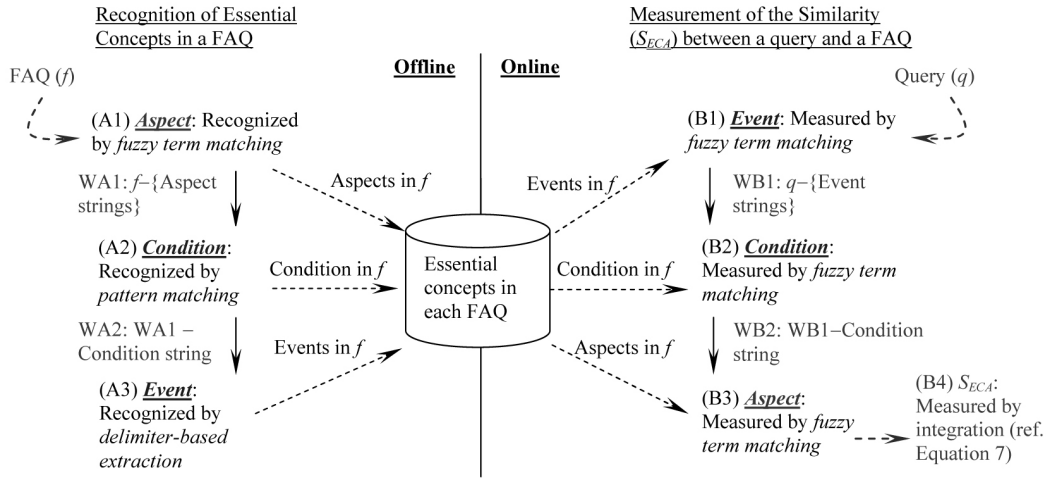 Recognition of Essential
Concepts in a FAQ
Measurement of the Similarity
(S_ECA) between a query and a FAQ
Offline
Online
FAQ (f)
Query (q)
(A1) Aspect: Recognized
by fuzzy term matching
WA1: f–{Aspect
strings}
Aspects in f
(A2) Condition:
Recognized by
pattern matching
Condition in f
WA2: WA1 –
Condition string
Events in f
(A3) Event:
Recognized by
delimiter-based
extraction
Essential
concepts in
each FAQ
(B1) Event: Measured by
fuzzy term matching
Events in f
WB1: q–{Event
strings}
(B2) Condition:
Measured by fuzzy term
matching
Condition in f
WB2: WB1–Condition
string
Aspects in f
(B3) Aspect:
Measured by fuzzy
term matching
(B4) S_ECA:
Measured by
integration (ref.
Equation 7)